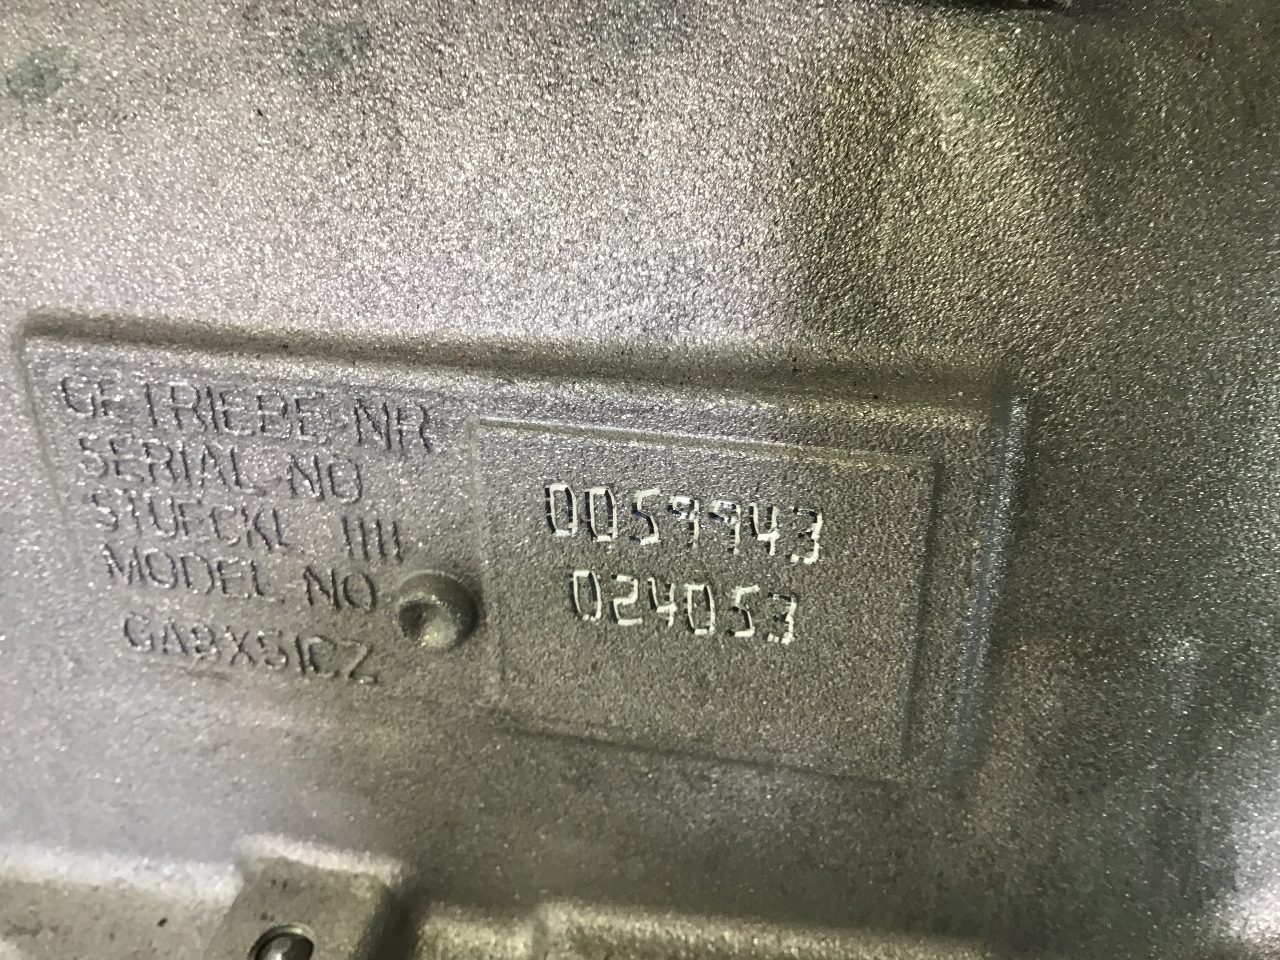 GETRIEBE-NR
SERIAL-NO
0059943
STUECKL
MODEL-NO
024053
GA8X51CZ